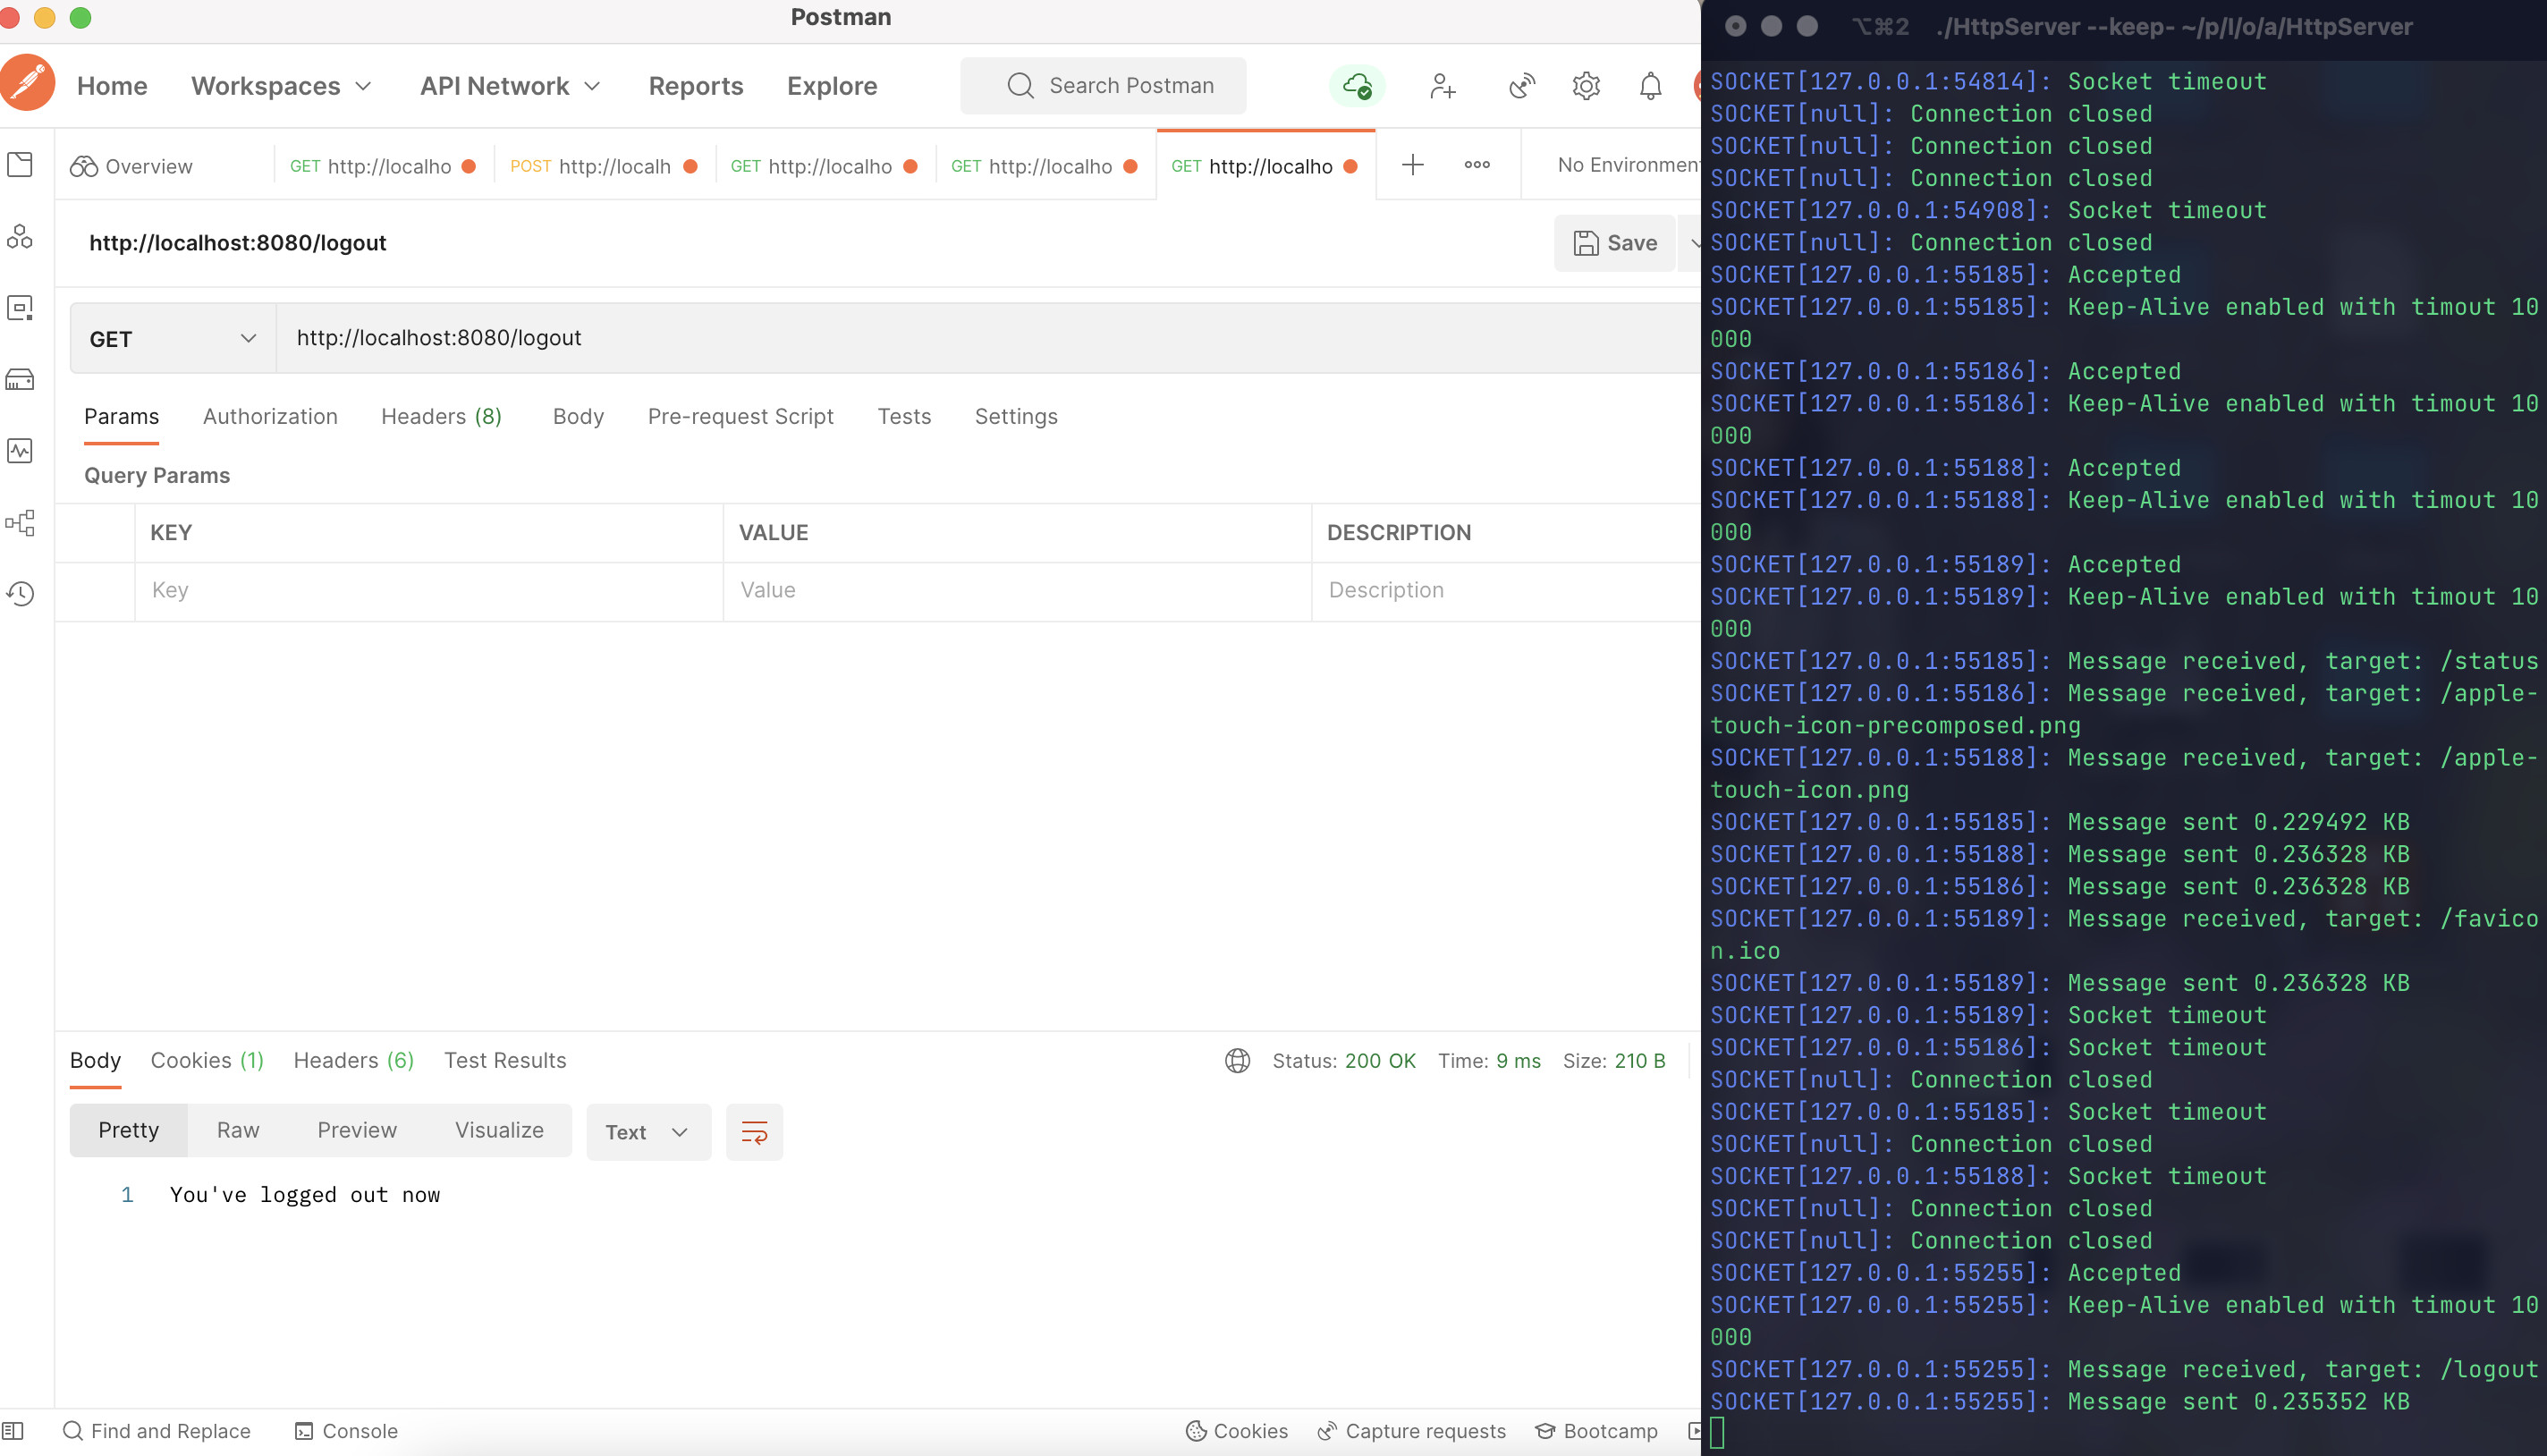 Postman
Home Workspaces API Network Reports Explore Search Postman
Overview GET http://localho POST http://localh GET http://localho GET http://localho GET http://localho No Environment
http://localhost:8080/logout Save
GET http://localhost:8080/logout
Params Authorization Headers (8) Body Pre-request Script Tests Settings
Query Params
KEY VALUE DESCRIPTION
Key Value Description
Body Cookies (1) Headers (6) Test Results Status: 200 OK Time: 9 ms Size: 210 B
Pretty Raw Preview Visualize Text
1 You've logged out now
Find and Replace Console Cookies Capture requests Bootcamp
⌥⌘2 ./HttpServer --keep- ~/p/l/o/a/HttpServer
SOCKET[127.0.0.1:54814]: Socket timeout
SOCKET[null]: Connection closed
SOCKET[null]: Connection closed
SOCKET[null]: Connection closed
SOCKET[127.0.0.1:54908]: Socket timeout
SOCKET[null]: Connection closed
SOCKET[127.0.0.1:55185]: Accepted
SOCKET[127.0.0.1:55185]: Keep-Alive enabled with timout 10
000
SOCKET[127.0.0.1:55186]: Accepted
SOCKET[127.0.0.1:55186]: Keep-Alive enabled with timout 10
000
SOCKET[127.0.0.1:55188]: Accepted
SOCKET[127.0.0.1:55188]: Keep-Alive enabled with timout 10
000
SOCKET[127.0.0.1:55189]: Accepted
SOCKET[127.0.0.1:55189]: Keep-Alive enabled with timout 10
000
SOCKET[127.0.0.1:55185]: Message received, target: /status
SOCKET[127.0.0.1:55186]: Message received, target: /apple-
touch-icon-precomposed.png
SOCKET[127.0.0.1:55188]: Message received, target: /apple-
touch-icon.png
SOCKET[127.0.0.1:55185]: Message sent 0.229492 KB
SOCKET[127.0.0.1:55188]: Message sent 0.236328 KB
SOCKET[127.0.0.1:55186]: Message sent 0.236328 KB
SOCKET[127.0.0.1:55189]: Message received, target: /favico
n.ico
SOCKET[127.0.0.1:55189]: Message sent 0.236328 KB
SOCKET[127.0.0.1:55189]: Socket timeout
SOCKET[127.0.0.1:55186]: Socket timeout
SOCKET[null]: Connection closed
SOCKET[127.0.0.1:55185]: Socket timeout
SOCKET[null]: Connection closed
SOCKET[127.0.0.1:55188]: Socket timeout
SOCKET[null]: Connection closed
SOCKET[null]: Connection closed
SOCKET[127.0.0.1:55255]: Accepted
SOCKET[127.0.0.1:55255]: Keep-Alive enabled with timout 10
000
SOCKET[127.0.0.1:55255]: Message received, target: /logout
SOCKET[127.0.0.1:55255]: Message sent 0.235352 KB